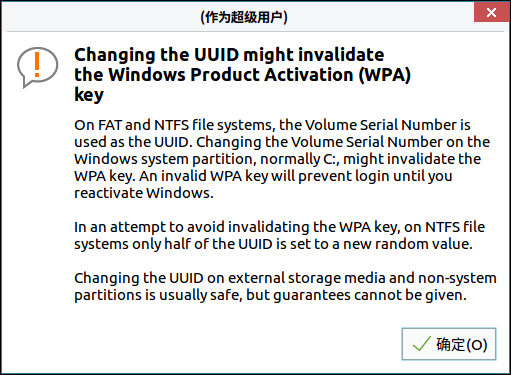 (作为超级用户)
Changing the UUID might invalidate
the Windows Product Activation (WPA)
key
On FAT and NTFS file systems, the Volume Serial Number is
used as the UUID. Changing the Volume Serial Number on the
Windows system partition, normally C:, might invalidate the
WPA key. An invalid WPA key will prevent login until you
reactivate Windows.
In an attempt to avoid invalidating the WPA key, on NTFS file
systems only half of the UUID is set to a new random value.
Changing the UUID on external storage media and non-system
partitions is usually safe, but guarantees cannot be given.
确定(O)